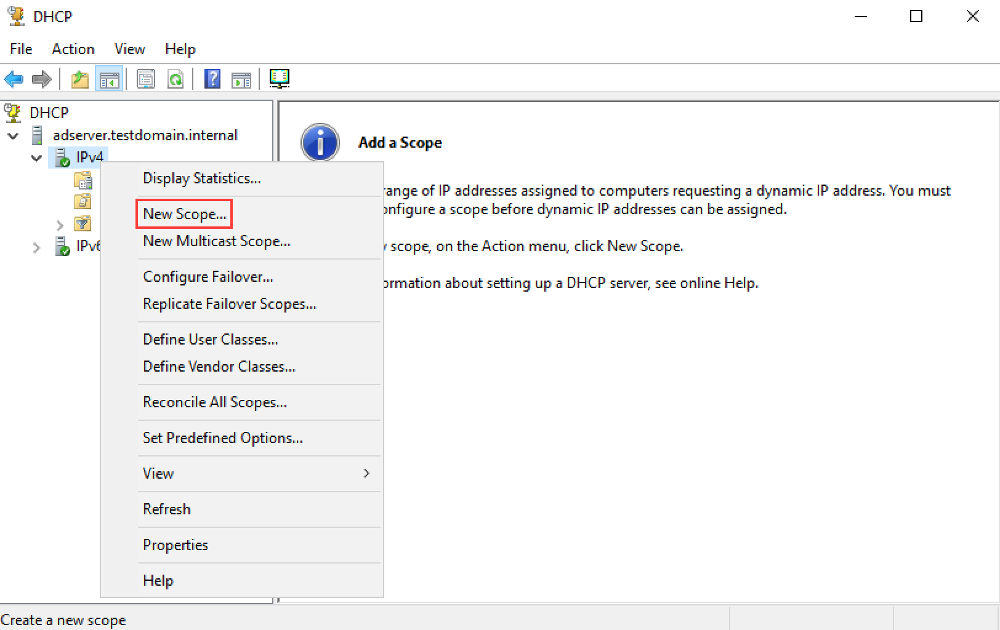 DHCP
File Action View Help
DHCP
adserver.testdomain.internal
IPv4
IPv6
Display Statistics...
New Scope...
New Multicast Scope...
Configure Failover...
Replicate Failover Scopes...
Define User Classes...
Define Vendor Classes...
Reconcile All Scopes...
Set Predefined Options...
View
Refresh
Properties
Help
Add a Scope
range of IP addresses assigned to computers requesting a dynamic IP address. You must
onfigure a scope before dynamic IP addresses can be assigned.
scope, on the Action menu, click New Scope.
ormation about setting up a DHCP server, see online Help.
Create a new scope